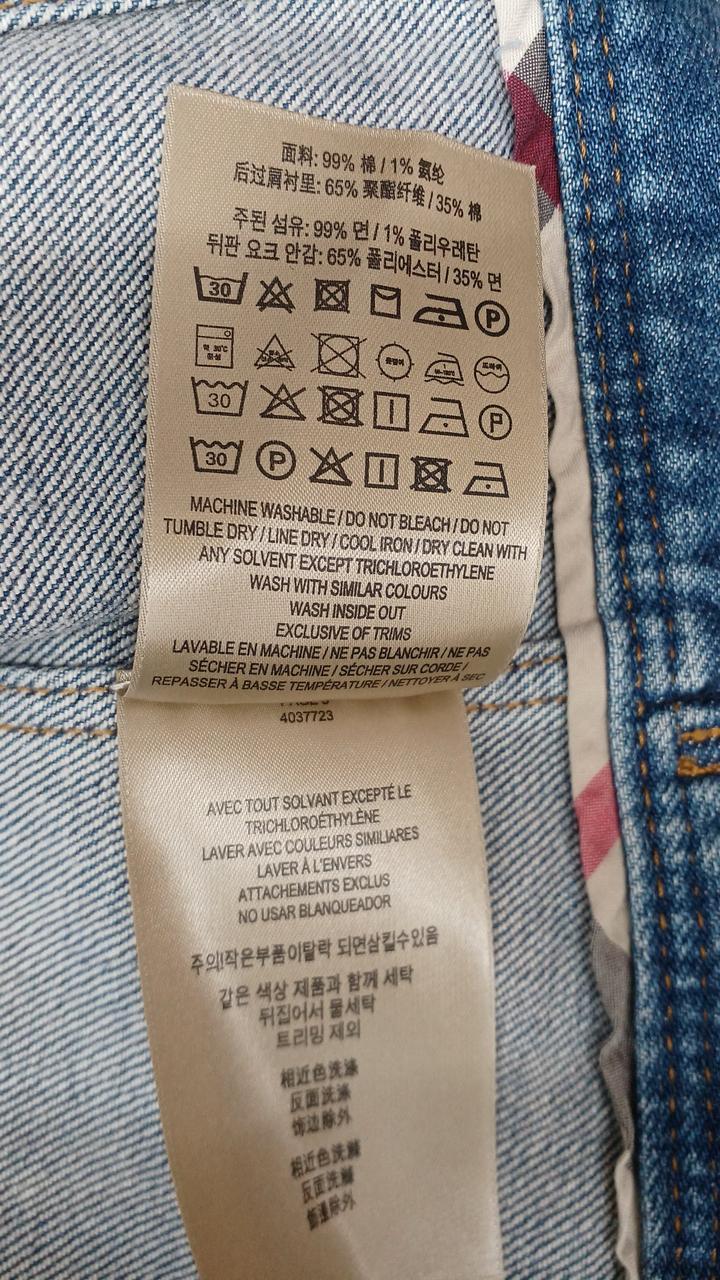 面料: 99% 棉 / 1% 氨纶
后过肩衬里: 65% 聚酯纤维 / 35% 棉
주된 섬유: 99% 면 / 1% 폴리우레탄
뒤판 요크 안감: 65% 폴리에스터 / 35% 면
30 P
약 30°C 중성
30 P
30 P
MACHINE WASHABLE / DO NOT BLEACH / DO NOT
TUMBLE DRY / LINE DRY / COOL IRON / DRY CLEAN WITH
ANY SOLVENT EXCEPT TRICHLOROETHYLENE
WASH WITH SIMILAR COLOURS
WASH INSIDE OUT
EXCLUSIVE OF TRIMS
LAVABLE EN MACHINE / NE PAS BLANCHIR / NE PAS
SÉCHER EN MACHINE / SÉCHER SUR CORDE /
REPASSER À BASSE TEMPÉRATURE / NETTOYER À SEC
4037723
AVEC TOUT SOLVANT EXCEPTÉ LE
TRICHLOROÉTHYLÈNE
LAVER AVEC COULEURS SIMILIARES
LAVER À L'ENVERS
ATTACHEMENTS EXCLUS
NO USAR BLANQUEADOR
주의!작은부품이탈락 되면삼킬수있음
같은 색상 제품과 함께 세탁
뒤집어서 물세탁
트리밍 제외
相近色洗涤
反面洗涤
饰边除外
相近色洗滌
反面洗滌
飾邊除外